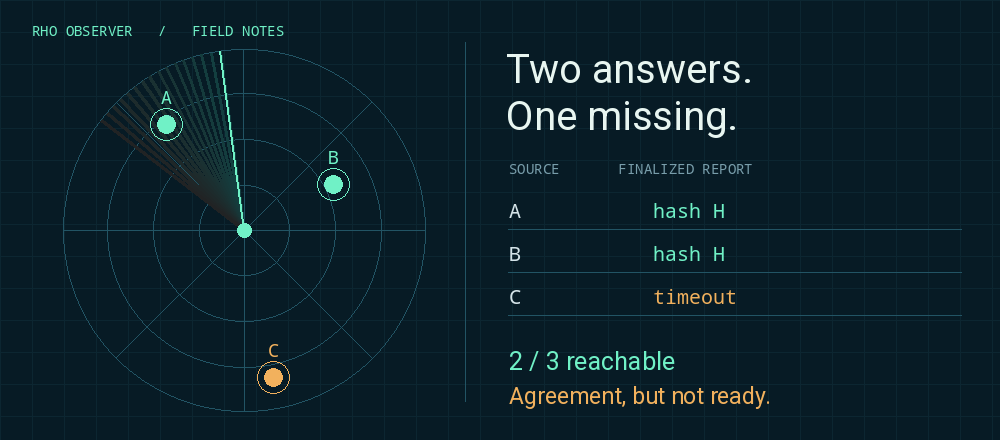 RHO OBSERVER / FIELD NOTES
A
B
C
Two answers.
One missing.
SOURCE FINALIZED REPORT
A hash H
B hash H
C timeout
2 / 3 reachable
Agreement, but not ready.